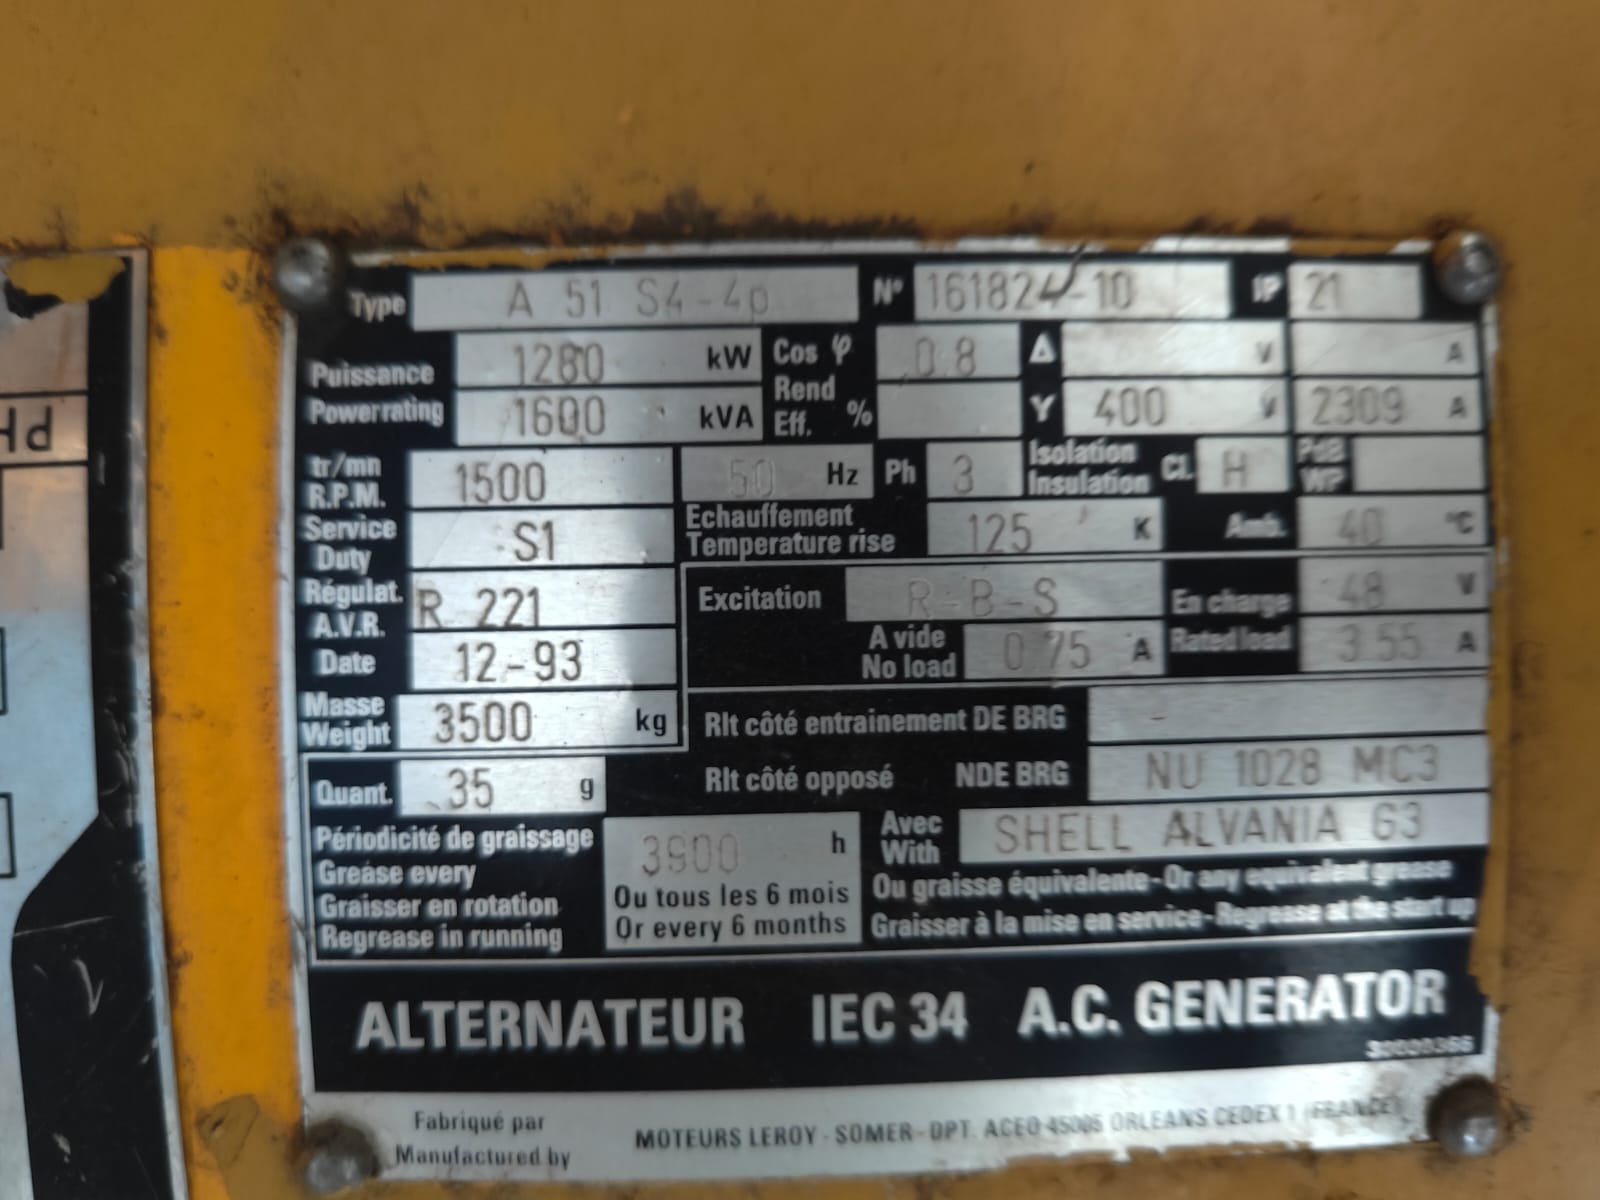 Type A 51 S4-4p N° 161824-10 IP 21
Puissance 1280 kW Cos φ 0.8 Δ V A
Power rating 1600 kVA Rend Eff. % Y 400 V 2309 A
tr/mn R.P.M. 1500 50 Hz Ph 3 Isolation Insulation CL. H PdB WP
Service Duty S1 Echauffement Temperature rise 125 K Amb. 40 °C
Régulat. A.V.R. R 221 Excitation R-B-S En charge 48 V
Date 12-93 A vide No load 0.75 A Rated load 3.55 A
Masse Weight 3500 kg Rlt côté entrainement DE BRG -
Quant. 35 g Rlt côté opposé NDE BRG NU 1028 MC3
Périodicité de graissage 3900 h Avec With SHELL ALVANIA G3
Grease every Ou tous les 6 mois Ou graisse équivalente-Or any equivalent grease
Graisser en rotation Or every 6 months Graisser à la mise en service-Regrease at the start up
Regrease in running
ALTERNATEUR IEC 34 A.C. GENERATOR
Fabriqué par
Manufactured by MOTEURS LEROY-SOMER-DPT. ACEO 45005 ORLEANS CEDEX 1 (FRANCE)
PH